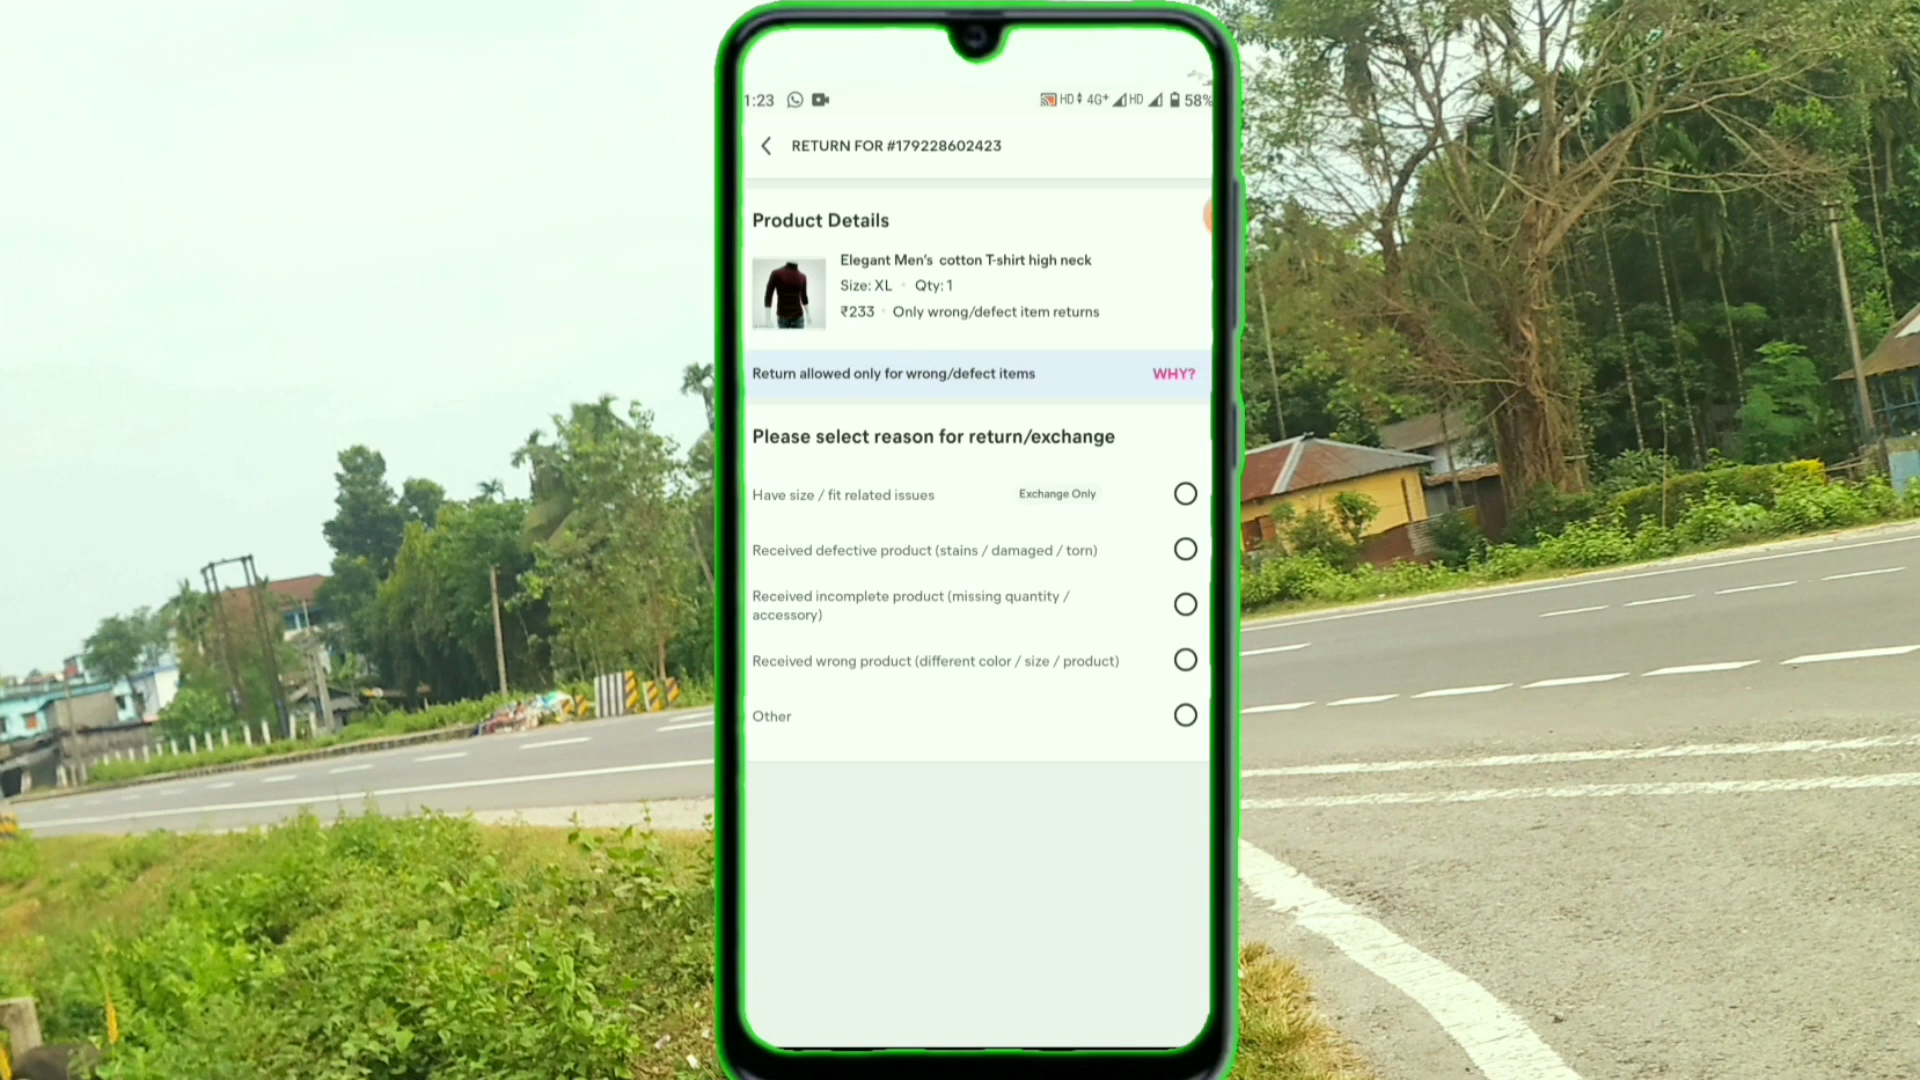 1:23 HD 4G+ HD 58%
RETURN FOR #179228602423
Product Details
Elegant Men's cotton T-shirt high neck
Size: XL • Qty: 1
₹233 • Only wrong/defect item returns
Return allowed only for wrong/defect items WHY?
Please select reason for return/exchange
Have size / fit related issues Exchange Only
Received defective product (stains / damaged / torn)
Received incomplete product (missing quantity /
accessory)
Received wrong product (different color / size / product)
Other